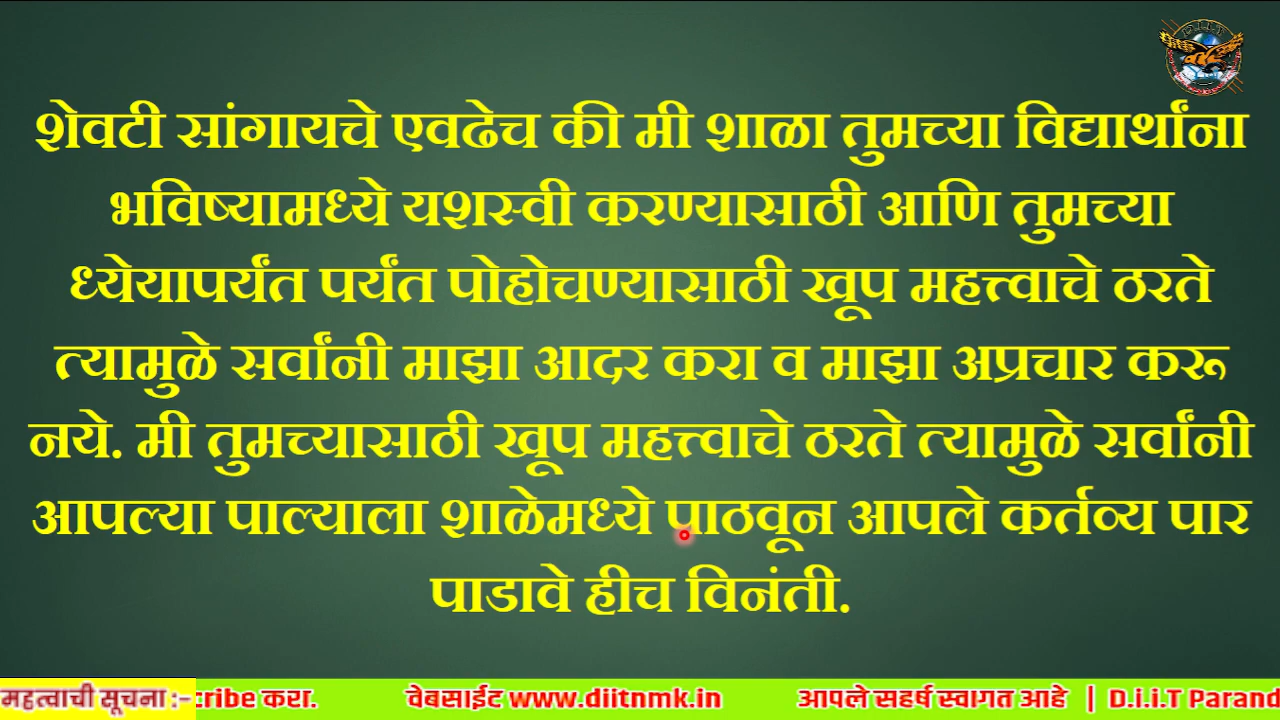 शेवटी सांगायचे एवढेच की मी शाळा तुमच्या विद्यार्थांना
भविष्यामध्ये यशस्वी करण्यासाठी आणि तुमच्या
ध्येयापर्यंत पर्यंत पोहोचण्यासाठी खूप महत्त्वाचे ठरते
त्यामुळे सर्वांनी माझा आदर करा व माझा अप्रचार करू
नये. मी तुमच्यासाठी खूप महत्त्वाचे ठरते त्यामुळे सर्वांनी
आपल्या पाल्याला शाळेमध्ये पाठवून आपले कर्तव्य पार
पाडावे हीच विनंती.
महत्वाची सूचना :- cribe करा. वेबसाईट www.diitnmk.in आपले सहर्ष स्वागत आहे | D.i.i.T Parand